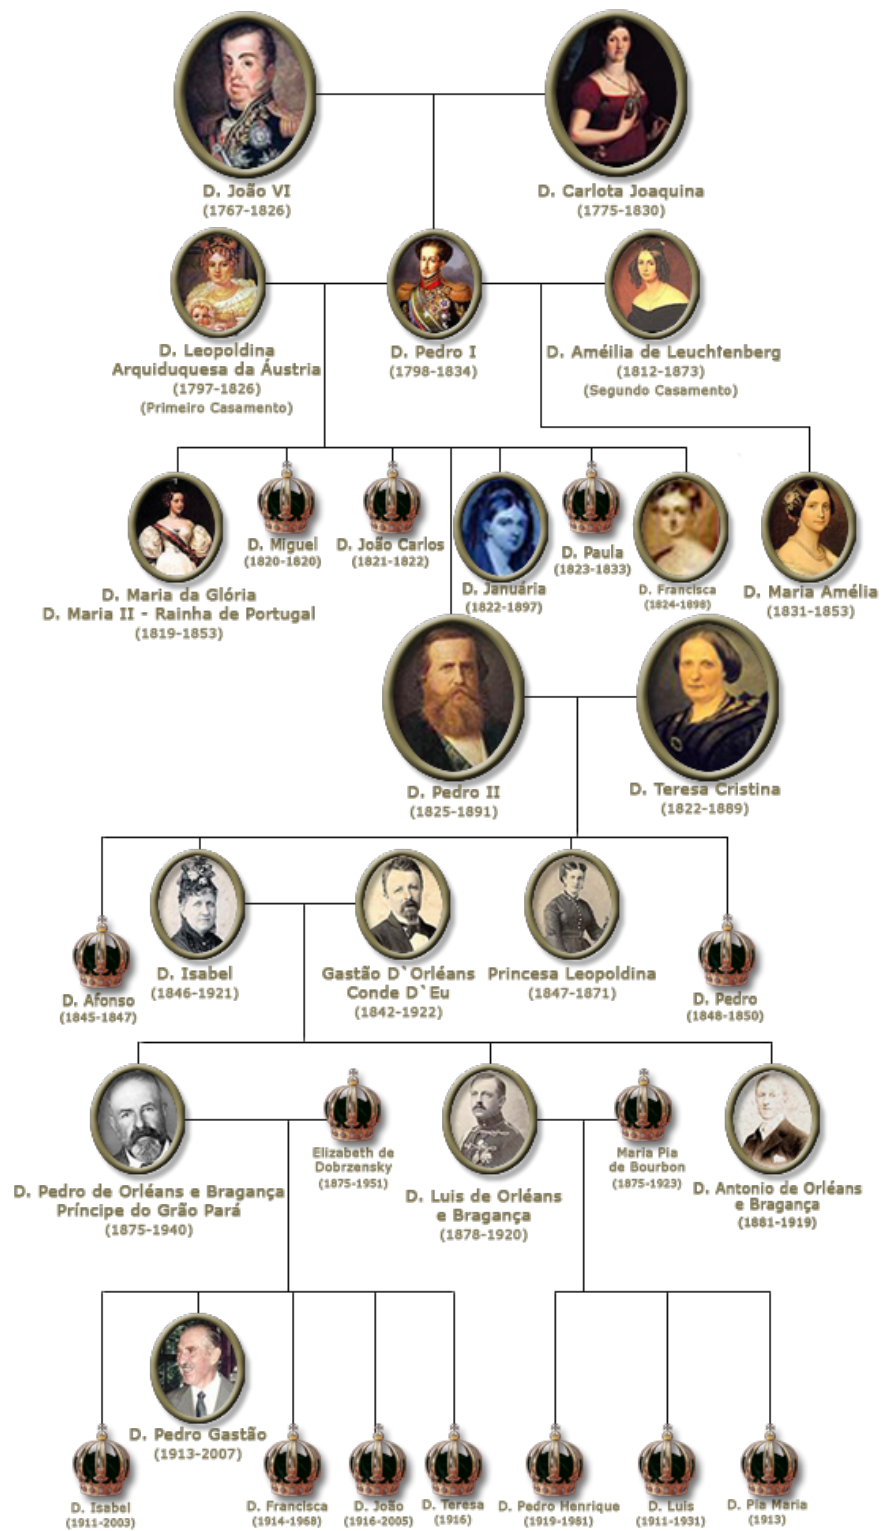 D. João VI
(1767-1826)
D. Carlota Joaquina
(1775-1830)
D. Leopoldina
Arquiduquesa da Áustria
(1797-1826)
(Primeiro Casamento)
D. Pedro I
(1798-1834)
D. Améilia de Leuchtenberg
(1812-1873)
(Segundo Casamento)
D. Maria da Glória
D. Maria II - Rainha de Portugal
(1819-1853)
D. Miguel
(1820-1820)
D. João Carlos
(1821-1822)
D. Januária
(1822-1897)
D. Paula
(1823-1833)
D. Francisca
(1824-1898)
D. Maria Amélia
(1831-1853)
D. Pedro II
(1825-1891)
D. Teresa Cristina
(1822-1889)
D. Afonso
(1845-1847)
D. Isabel
(1846-1921)
Gastão D`Orléans
Conde D`Eu
(1842-1922)
Princesa Leopoldina
(1847-1871)
D. Pedro
(1848-1850)
D. Pedro de Orléans e Bragança
Príncipe do Grão Pará
(1875-1940)
Elizabeth de
Dobrzensky
(1875-1951)
D. Luis de Orléans
e Bragança
(1878-1920)
Maria Pia
de Bourbon
(1875-1923)
D. Antonio de Orléans
e Bragança
(1881-1919)
D. Isabel
(1911-2003)
D. Pedro Gastão
(1913-2007)
D. Francisca
(1914-1968)
D. João
(1916-2005)
D. Teresa
(1916)
D. Pedro Henrique
(1919-1981)
D. Luis
(1911-1931)
D. Pia Maria
(1913)